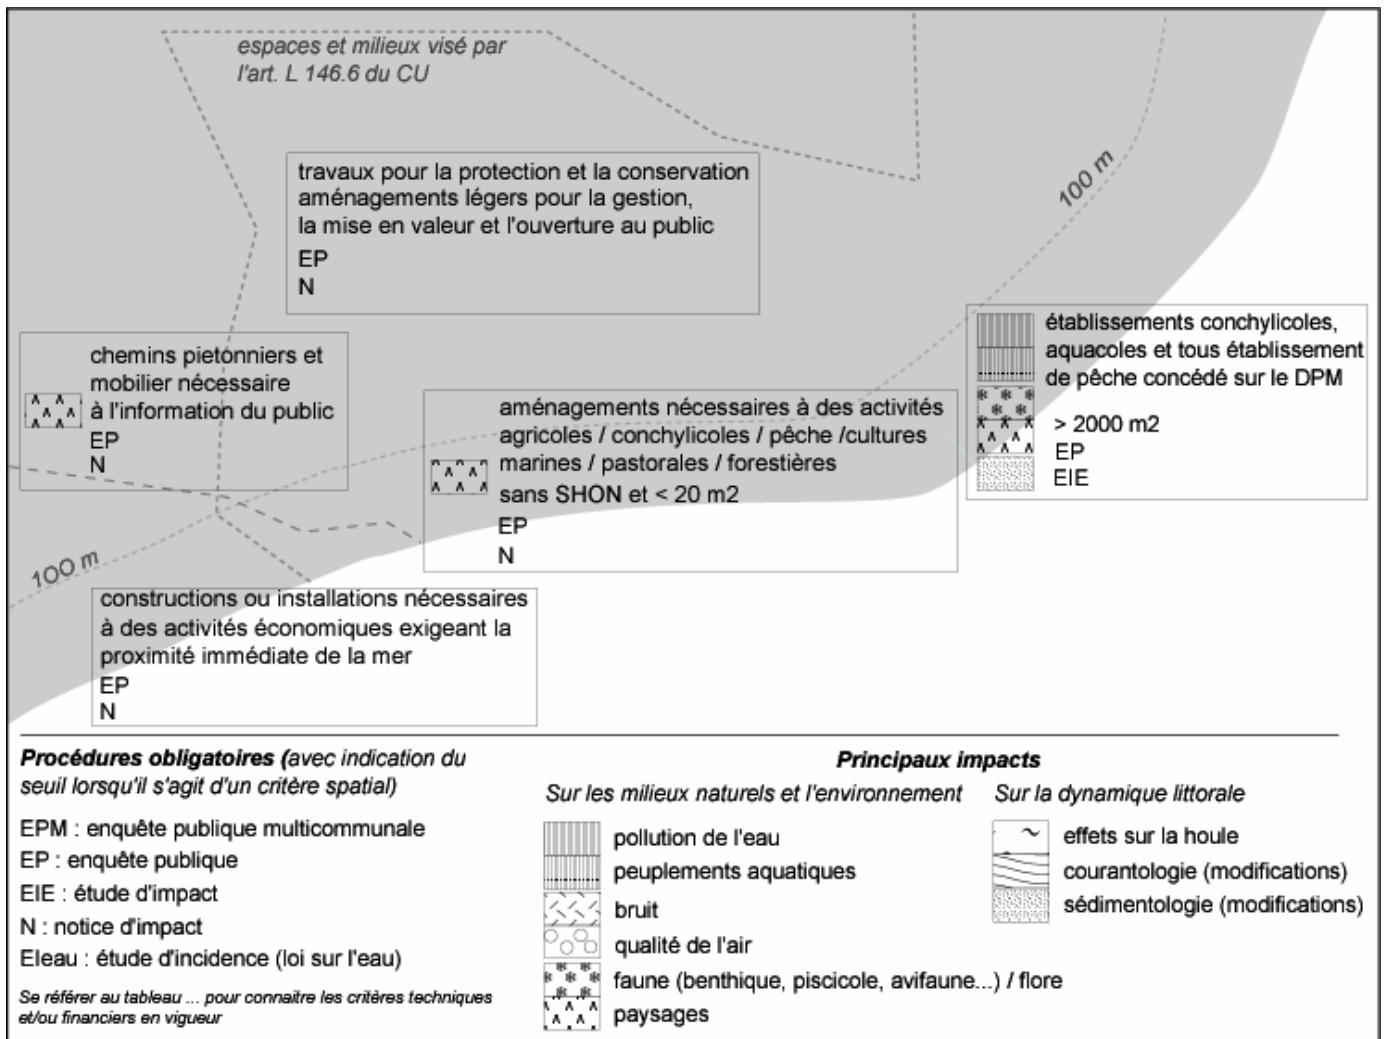 espaces et milieux visé par
l'art. L 146.6 du CU
travaux pour la protection et la conservation
aménagements légers pour la gestion,
la mise en valeur et l'ouverture au public
EP
N
100 m
établissements conchylicoles,
aquacoles et tous établissement
de pêche concédé sur le DPM
> 2000 m2
EP
EIE
chemins pietonniers et
mobilier nécessaire
à l'information du public
EP
N
aménagements nécessaires à des activités
agricoles / conchylicoles / pêche /cultures
marines / pastorales / forestières
sans SHON et < 20 m2
EP
N
100 m
constructions ou installations nécessaires
à des activités économiques exigeant la
proximité immédiate de la mer
EP
N
Procédures obligatoires (avec indication du
seuil lorsqu'il s'agit d'un critère spatial)
EPM : enquête publique multicommunale
EP : enquête publique
EIE : étude d'impact
N : notice d'impact
EIeau : étude d'incidence (loi sur l'eau)
Se référer au tableau ... pour connaitre les critères techniques
et/ou financiers en vigueur
Principaux impacts
Sur les milieux naturels et l'environnement
pollution de l'eau
peuplements aquatiques
bruit
qualité de l'air
faune (benthique, piscicole, avifaune...) / flore
paysages
Sur la dynamique littorale
effets sur la houle
courantologie (modifications)
sédimentologie (modifications)